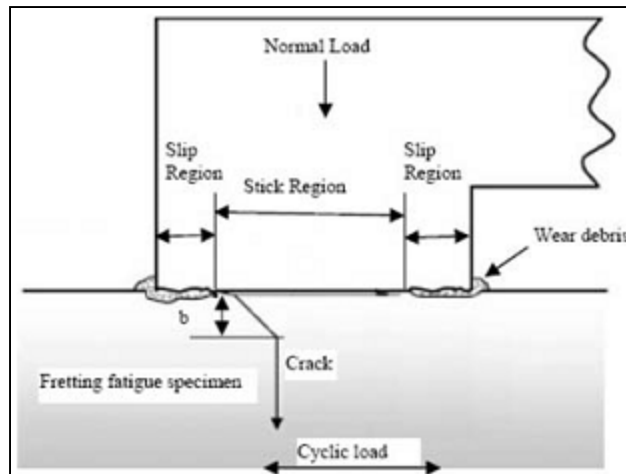 Normal Load
Slip
Region
Stick Region
Slip
Region
Wear debris
b
Crack
Fretting fatigue specimen
Cyclic load